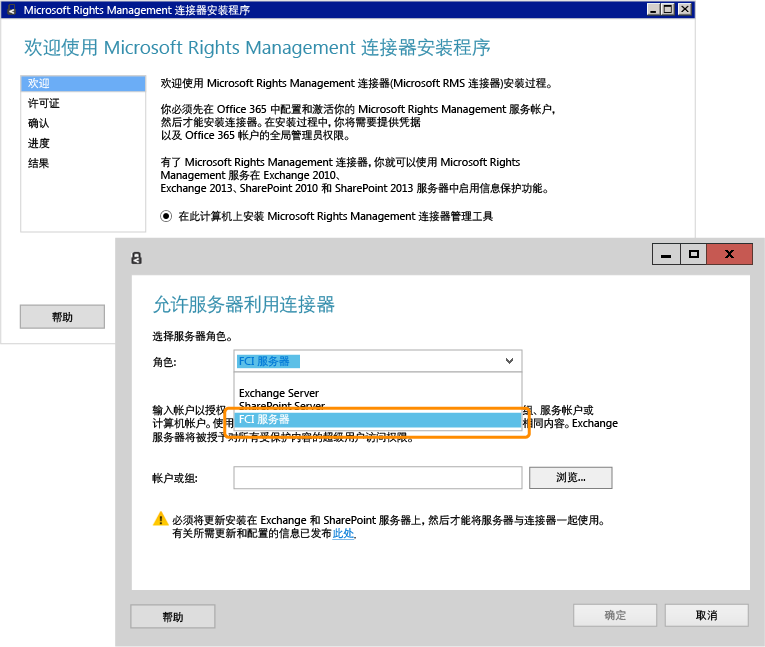 Microsoft Rights Management 连接器安装程序
欢迎使用 Microsoft Rights Management 连接器安装程序
欢迎
许可证
确认
进度
结果
欢迎使用 Microsoft Rights Management 连接器(Microsoft RMS 连接器)安装过程。
你必须先在 Office 365 中配置和激活你的 Microsoft Rights Management 服务帐户,
然后才能安装连接器。在安装过程中,你将需要提供凭据
以及 Office 365 帐户的全局管理员权限。
有了 Microsoft Rights Management 连接器,你就可以使用 Microsoft Rights
Management 服务在 Exchange 2010、
Exchange 2013、SharePoint 2010 和 SharePoint 2013 服务器中启用信息保护功能。
在此计算机上安装 Microsoft Rights Management 连接器管理工具
帮助
允许服务器利用连接器
选择服务器角色。
角色:
FCI 服务器
Exchange Server
SharePoint Server
FCI 服务器
输入帐户以授权 组、服务帐户或
计算机帐户。使用 相同内容。Exchange
服务器将被授予对所有受保护内容的超级用户访问权限。
帐户或组:
浏览...
必须将更新安装在 Exchange 和 SharePoint 服务器上,然后才能将服务器与连接器一起使用。
有关所需更新和配置的信息已发布此处.
帮助
确定
取消